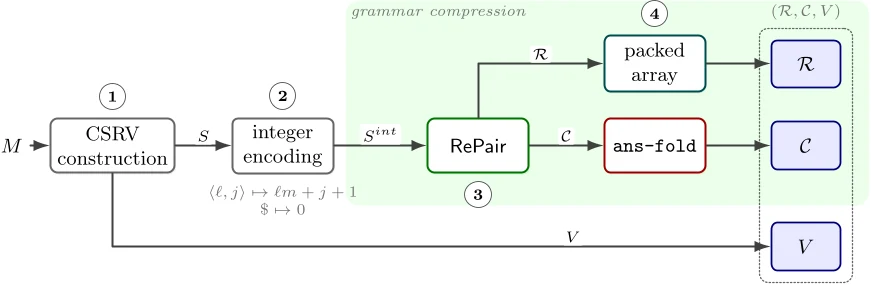 grammar compression
4
(R, C, V)
R
packed
array
R
1
2
M
CSRV
construction
S
integer
encoding
S^int
RePair
C
ans-fold
C
⟨ℓ, j⟩ ↦ ℓm + j + 1
$ ↦ 0
3
V
V